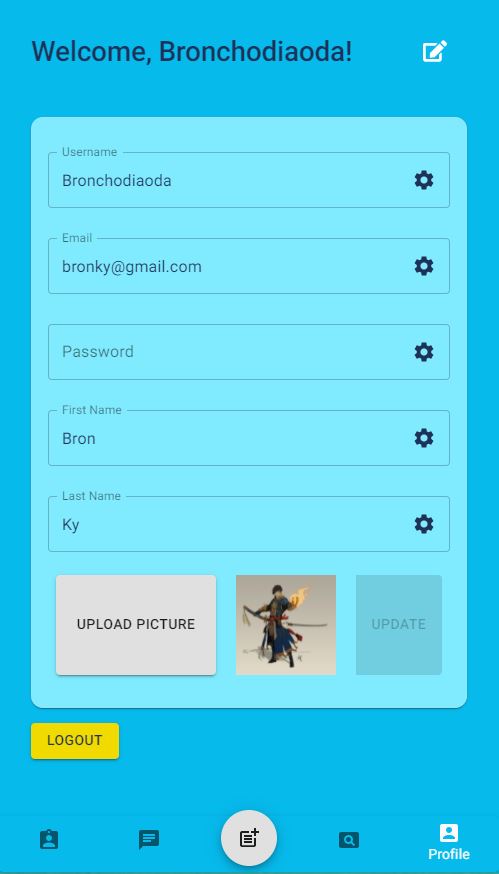 Welcome, Bronchodiaoda!
Username
Bronchodiaoda
Email
bronky@gmail.com
Password
First Name
Bron
Last Name
Ky
UPLOAD PICTURE
UPDATE
LOGOUT
Profile